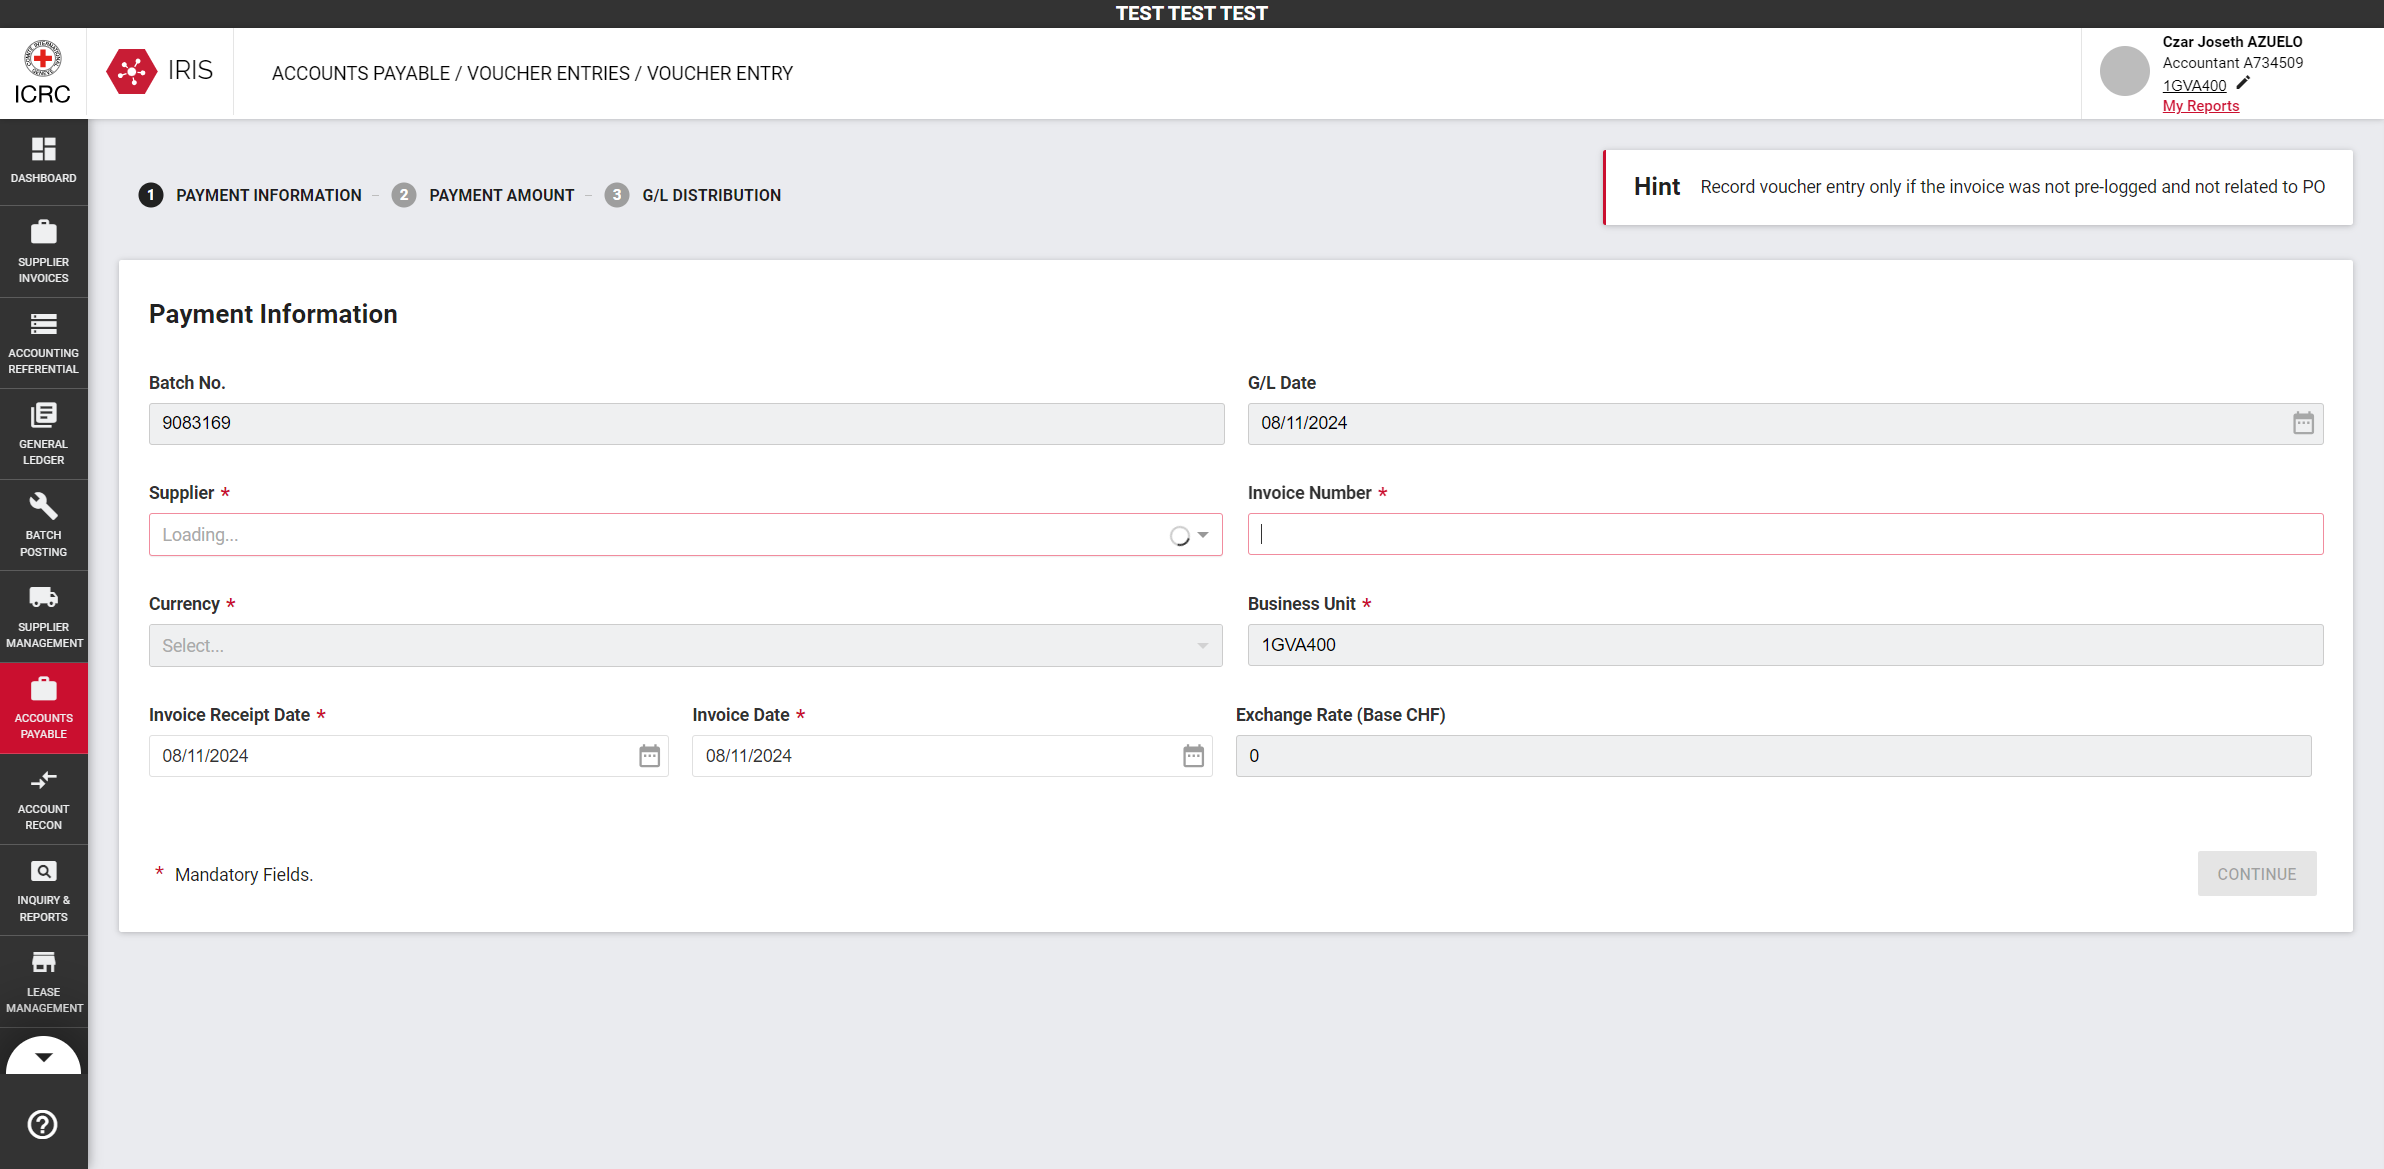 TEST TEST TEST
COMITE INTERNATIONAL GENEVE
ICRC
IRIS
ACCOUNTS PAYABLE / VOUCHER ENTRIES / VOUCHER ENTRY
Czar Joseth AZUELO
Accountant A734509
1GVA400
My Reports
DASHBOARD
SUPPLIER
INVOICES
ACCOUNTING
REFERENTIAL
GENERAL
LEDGER
BATCH
POSTING
SUPPLIER
MANAGEMENT
ACCOUNTS
PAYABLE
ACCOUNT
RECON
INQUIRY &
REPORTS
LEASE
MANAGEMENT
1 PAYMENT INFORMATION – 2 PAYMENT AMOUNT – 3 G/L DISTRIBUTION
Hint Record voucher entry only if the invoice was not pre-logged and not related to PO
Payment Information
Batch No.
9083169
G/L Date
08/11/2024
Supplier *
Loading...
Invoice Number *
Currency *
Select...
Business Unit *
1GVA400
Invoice Receipt Date *
08/11/2024
Invoice Date *
08/11/2024
Exchange Rate (Base CHF)
0
* Mandatory Fields.
CONTINUE